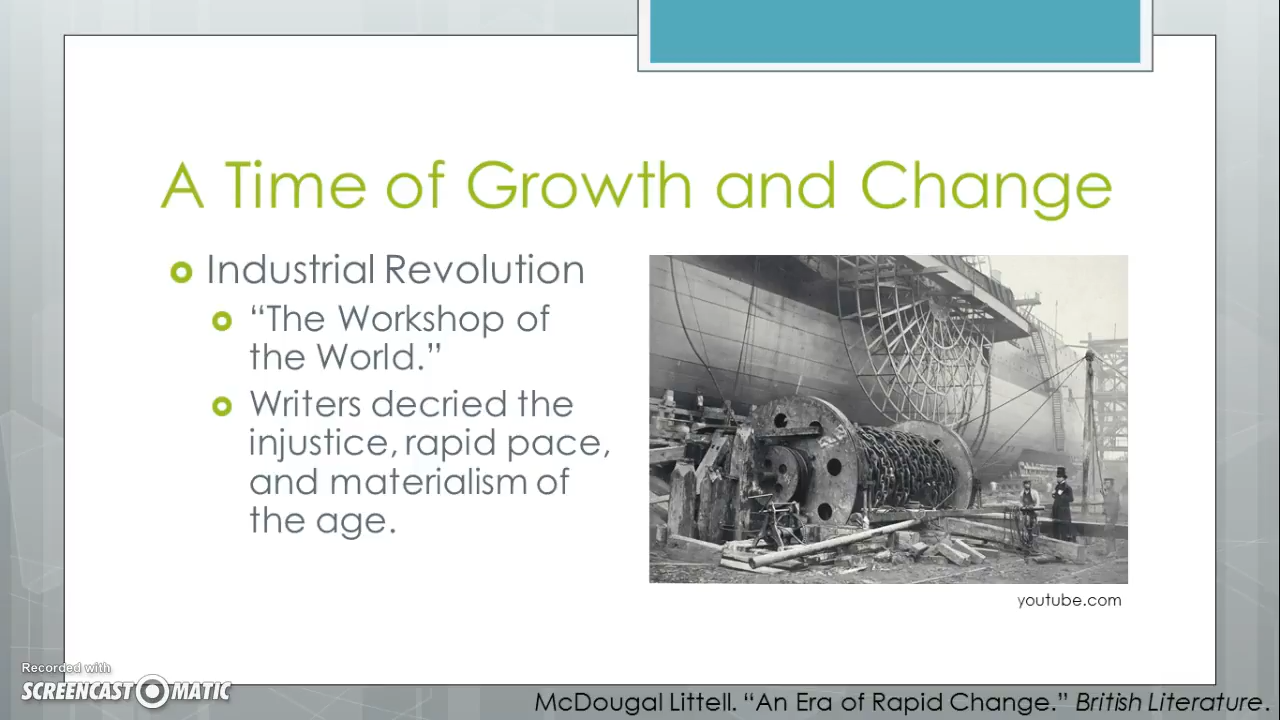 A Time of Growth and Change
Industrial Revolution
“The Workshop of
the World.”
Writers decried the
injustice, rapid pace,
and materialism of
the age.
youtube.com
Recorded with
SCREENCAST MATIC
McDougal Littell. “An Era of Rapid Change.” British Literature.